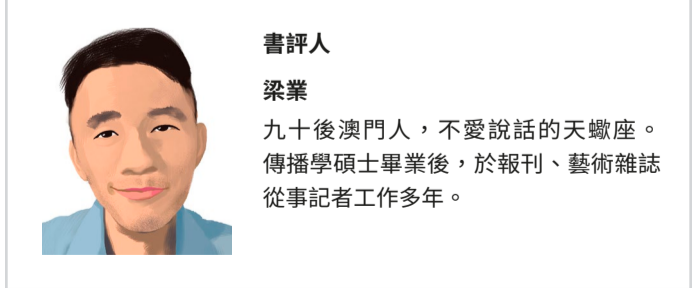 書評人
梁業
九十後澳門人，不愛說話的天蠍座。
傳播學碩士畢業後，於報刊、藝術雜誌
從事記者工作多年。